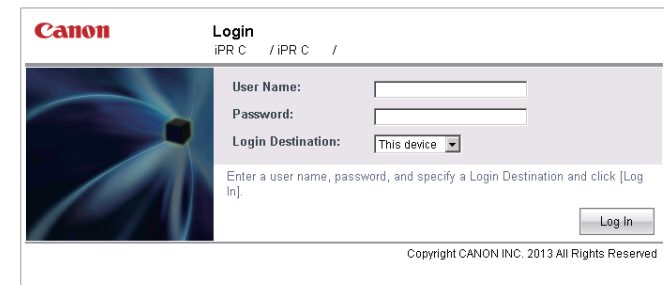 Canon
Login
iPR C / iPR C /
User Name:
Password:
Login Destination: This device
Enter a user name, password, and specify a Login Destination and click [Log
In].
Log In
Copyright CANON INC. 2013 All Rights Reserved